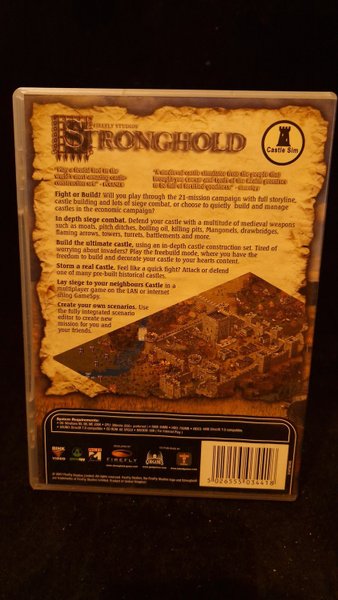 FIREFLY STUDIOS
STRONGHOLD
Castle Sim
Fight or Build? Will you play through the 21-mission campaign with full storyline,
castle building and lots of siege combat, or choose to quietly build and manage
castles in the economic campaign?
In depth siege combat. Defend your castle with a multitude of medieval weapons
such as moats, pitch ditches, boiling oil, killing pits, Mangonels, drawbridges,
flaming arrows, towers, turrets, battlements and more.
Build the ultimate castle, using an in-depth castle construction set. Tired of
worrying about invaders? Play the freebuild mode, where you have the
freedom to build and decorate your castle to your hearts content.
Storm a real Castle. Feel like a quick fight? Attack or defend
one of many pre-built historical castles.
Lay siege to your neighbours Castle in a
multiplayer game on the LAN or internet
using GameSpy.
Create your own scenarios. Use
the fully integrated scenario
editor to create new
mission for you and
your friends.
System Requirements:
FIREFLY
5 026555 034418